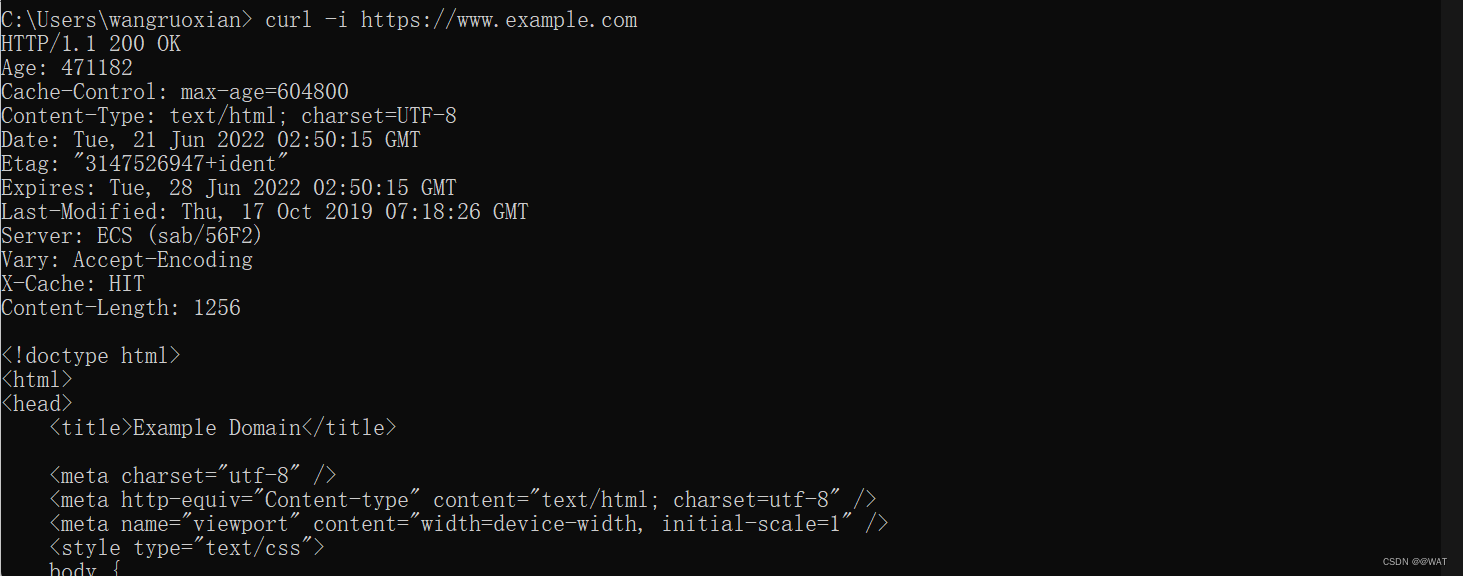 C:\Users\wangruoxian> curl -i https://www.example.com
HTTP/1.1 200 OK
Age: 471182
Cache-Control: max-age=604800
Content-Type: text/html; charset=UTF-8
Date: Tue, 21 Jun 2022 02:50:15 GMT
Etag: "3147526947+ident"
Expires: Tue, 28 Jun 2022 02:50:15 GMT
Last-Modified: Thu, 17 Oct 2019 07:18:26 GMT
Server: ECS (sab/56F2)
Vary: Accept-Encoding
X-Cache: HIT
Content-Length: 1256

<!doctype html>
<html>
<head>
    <title>Example Domain</title>

    <meta charset="utf-8" />
    <meta http-equiv="Content-type" content="text/html; charset=utf-8" />
    <meta name="viewport" content="width=device-width, initial-scale=1" />
    <style type="text/css">
    body {
CSDN @@WAT